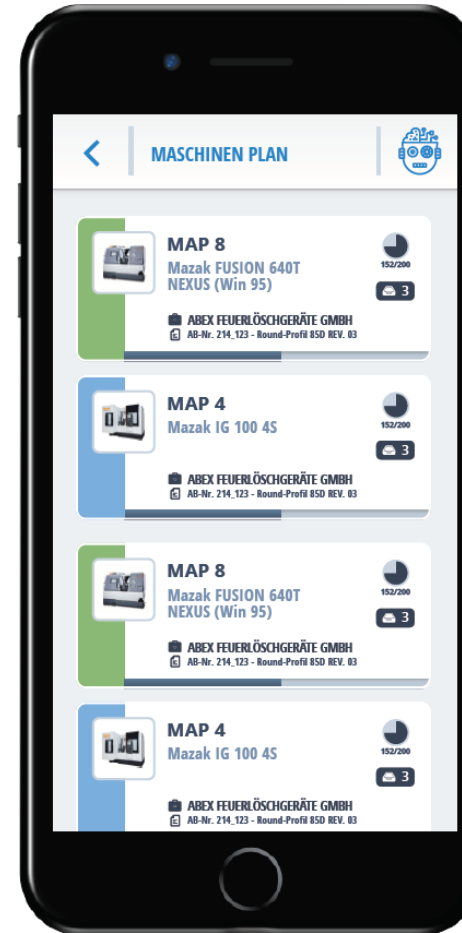 MASCHINEN PLAN
MAP 8
Mazak FUSION 640T
NEXUS (Win 95)
152/200
3
ABEX FEUERLÖSCHGERÄTE GMBH
AB-Nr. 214_123 - Round-Profil 85D REV. 03
MAP 4
Mazak IG 100 4S
152/200
3
ABEX FEUERLÖSCHGERÄTE GMBH
AB-Nr. 214_123 - Round-Profil 85D REV. 03
MAP 8
Mazak FUSION 640T
NEXUS (Win 95)
152/200
3
ABEX FEUERLÖSCHGERÄTE GMBH
AB-Nr. 214_123 - Round-Profil 85D REV. 03
MAP 4
Mazak IG 100 4S
152/200
3
ABEX FEUERLÖSCHGERÄTE GMBH
AB-Nr. 214_123 - Round-Profil 85D REV. 03